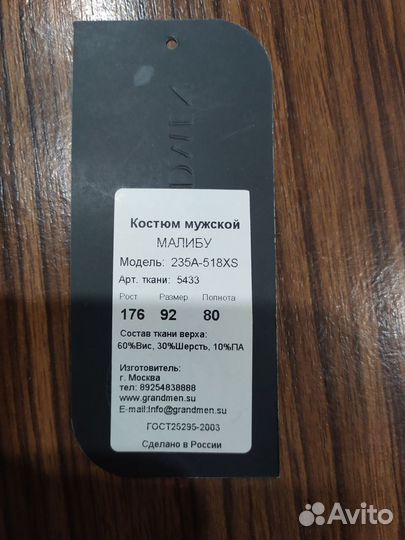 Костюм мужской
МАЛИБУ
Модель: 235A-518XS
Арт. ткани: 5433
Рост Размер Полнота
176 92 80
Состав ткани верха:
60%Вис, 30%Шерсть, 10%ПА
Изготовитель:
г. Москва
тел: 89254838888
www.grandmen.su
E-mail:Info@grandmen.su
ГОСТ25295-2003
Сделано в России
Avito